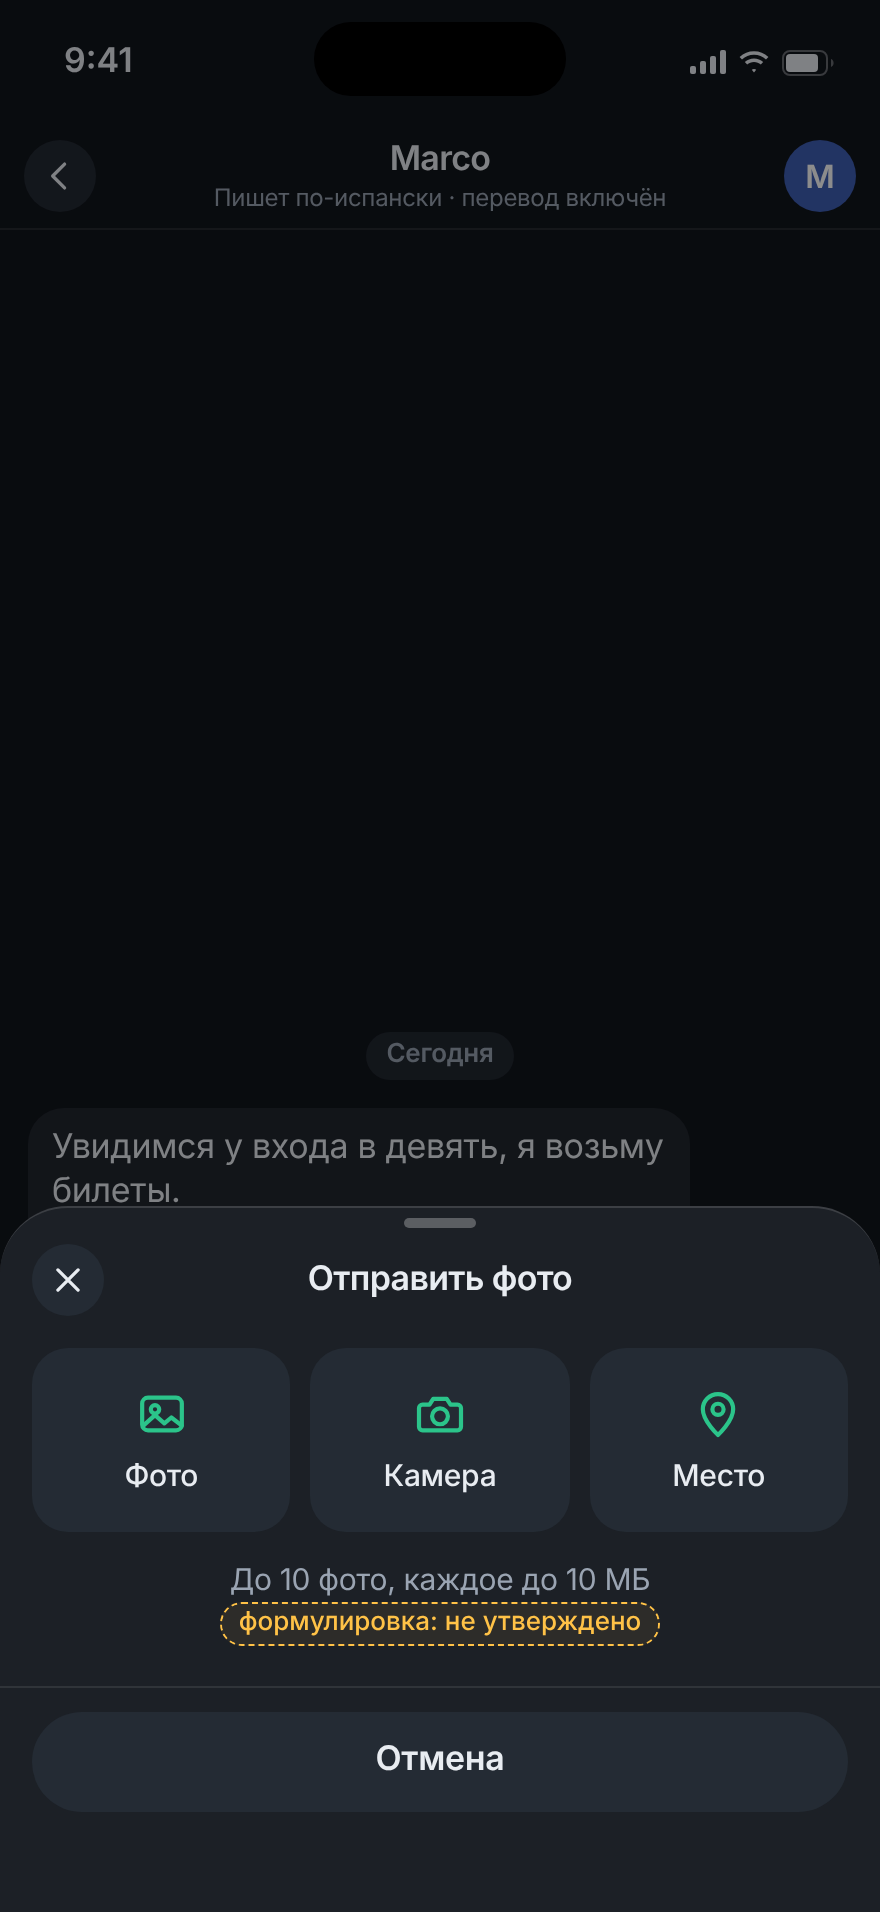 9:41
Marco
Пишет по-испански · перевод включён
M
Сегодня
Увидимся у входа в девять, я возьму
билеты.
Отправить фото
Фото
Камера
Место
До 10 фото, каждое до 10 МБ
формулировка: не утверждено
Отмена